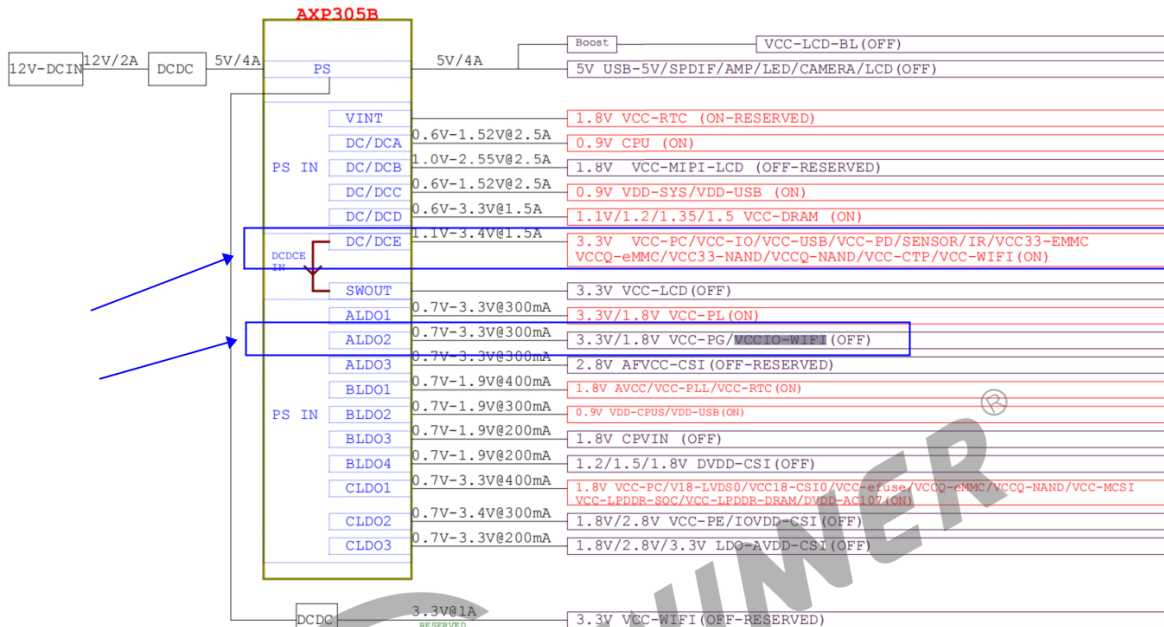 AXP305B
12V-DCIN 12V/2A DCDC 5V/4A PS 5V/4A
Boost VCC-LCD-BL(OFF)
5V USB-5V/SPDIF/AMP/LED/CAMERA/LCD(OFF)
VINT 1.8V VCC-RTC (ON-RESERVED)
DC/DCA 0.6V-1.52V@2.5A 0.9V CPU (ON)
PS IN DC/DCB 1.0V-2.55V@2.5A 1.8V VCC-MIPI-LCD (OFF-RESERVED)
DC/DCC 0.6V-1.52V@2.5A 0.9V VDD-SYS/VDD-USB (ON)
DC/DCD 0.6V-3.3V@1.5A 1.1V/1.2/1.35/1.5 VCC-DRAM (ON)
DC/DCE 1.1V-3.4V@1.5A 3.3V VCC-PC/VCC-IO/VCC-USB/VCC-PD/SENSOR/IR/VCC33-EMMC
VCCQ-eMMC/VCC33-NAND/VCCQ-NAND/VCC-CTP/VCC-WIFI(ON)
DCDCE
IN
SWOUT 3.3V VCC-LCD(OFF)
ALDO1 0.7V-3.3V@300mA 3.3V/1.8V VCC-PL(ON)
ALDO2 0.7V-3.3V@300mA 3.3V/1.8V VCC-PG/VCCIO-WIFI(OFF)
ALDO3 0.7V-3.3V@300mA 2.8V AFVCC-CSI(OFF-RESERVED)
BLDO1 0.7V-1.9V@400mA 1.8V AVCC/VCC-PLL/VCC-RTC(ON)
PS IN BLDO2 0.7V-1.9V@300mA 0.9V VDD-CPUS/VDD-USB(ON)
BLDO3 0.7V-1.9V@200mA 1.8V CPVIN (OFF)
BLDO4 0.7V-1.9V@200mA 1.2/1.5/1.8V DVDD-CSI(OFF)
CLDO1 0.7V-3.3V@400mA 1.8V VCC-PC/V18-LVDS0/VCC18-CSI0/VCC-efuse/VCCQ-eMMC/VCCQ-NAND/VCC-MCSI
VCC-LPDDR-SOC/VCC-LPDDR-DRAM/DVDD-AC107(ON)
CLDO2 0.7V-3.4V@300mA 1.8V/2.8V VCC-PE/IOVDD-CSI(OFF)
CLDO3 0.7V-3.3V@200mA 1.8V/2.8V/3.3V LDO-AVDD-CSI(OFF)
DCDC 3.3V@1A 3.3V VCC-WIFI(OFF-RESERVED)
RESERVED
WINNER®